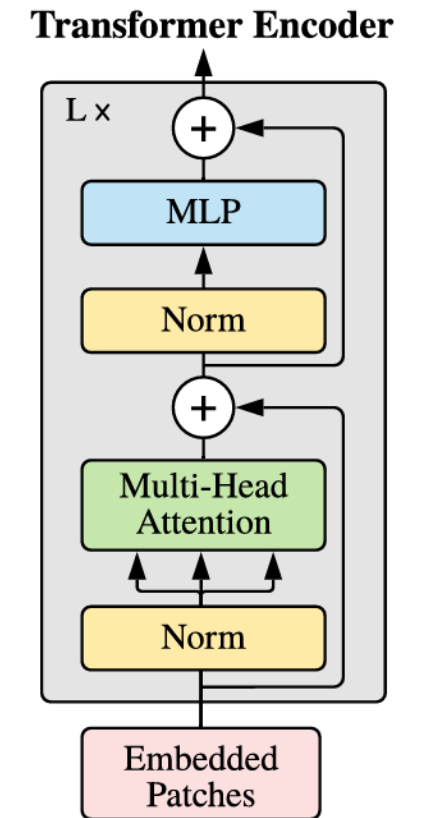 Transformer Encoder
L ×
+
MLP
Norm
+
Multi-Head
Attention
Norm
Embedded
Patches